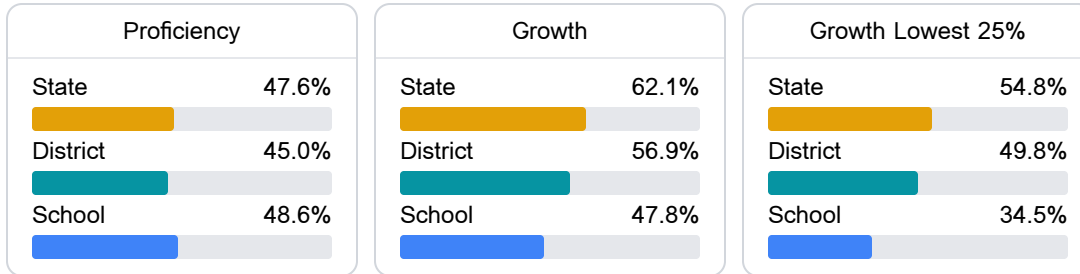 Proficiency
State 47.6%
District 45.0%
School 48.6%
Growth
State 62.1%
District 56.9%
School 47.8%
Growth Lowest 25%
State 54.8%
District 49.8%
School 34.5%